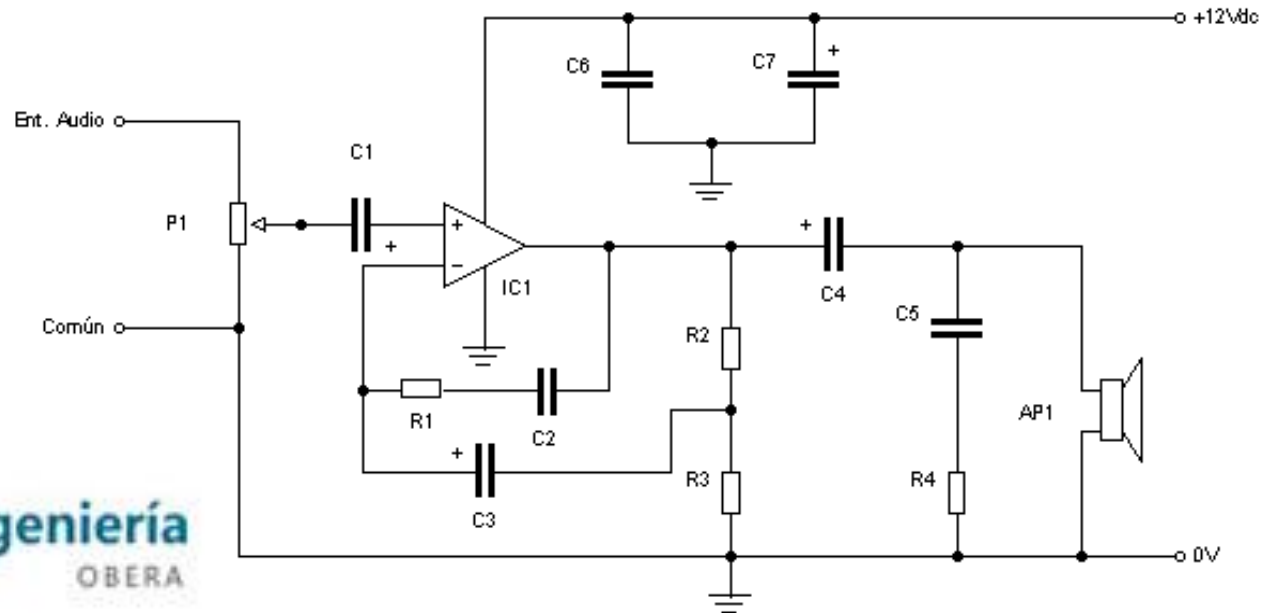 +12Vdc
C6
C7
+
Ent. Audio
C1
P1
+
+
−
IC1
+
C4
C5
R2
Común
R1
C2
AP1
+
C3
R3
R4
geniería
OBERA
0V